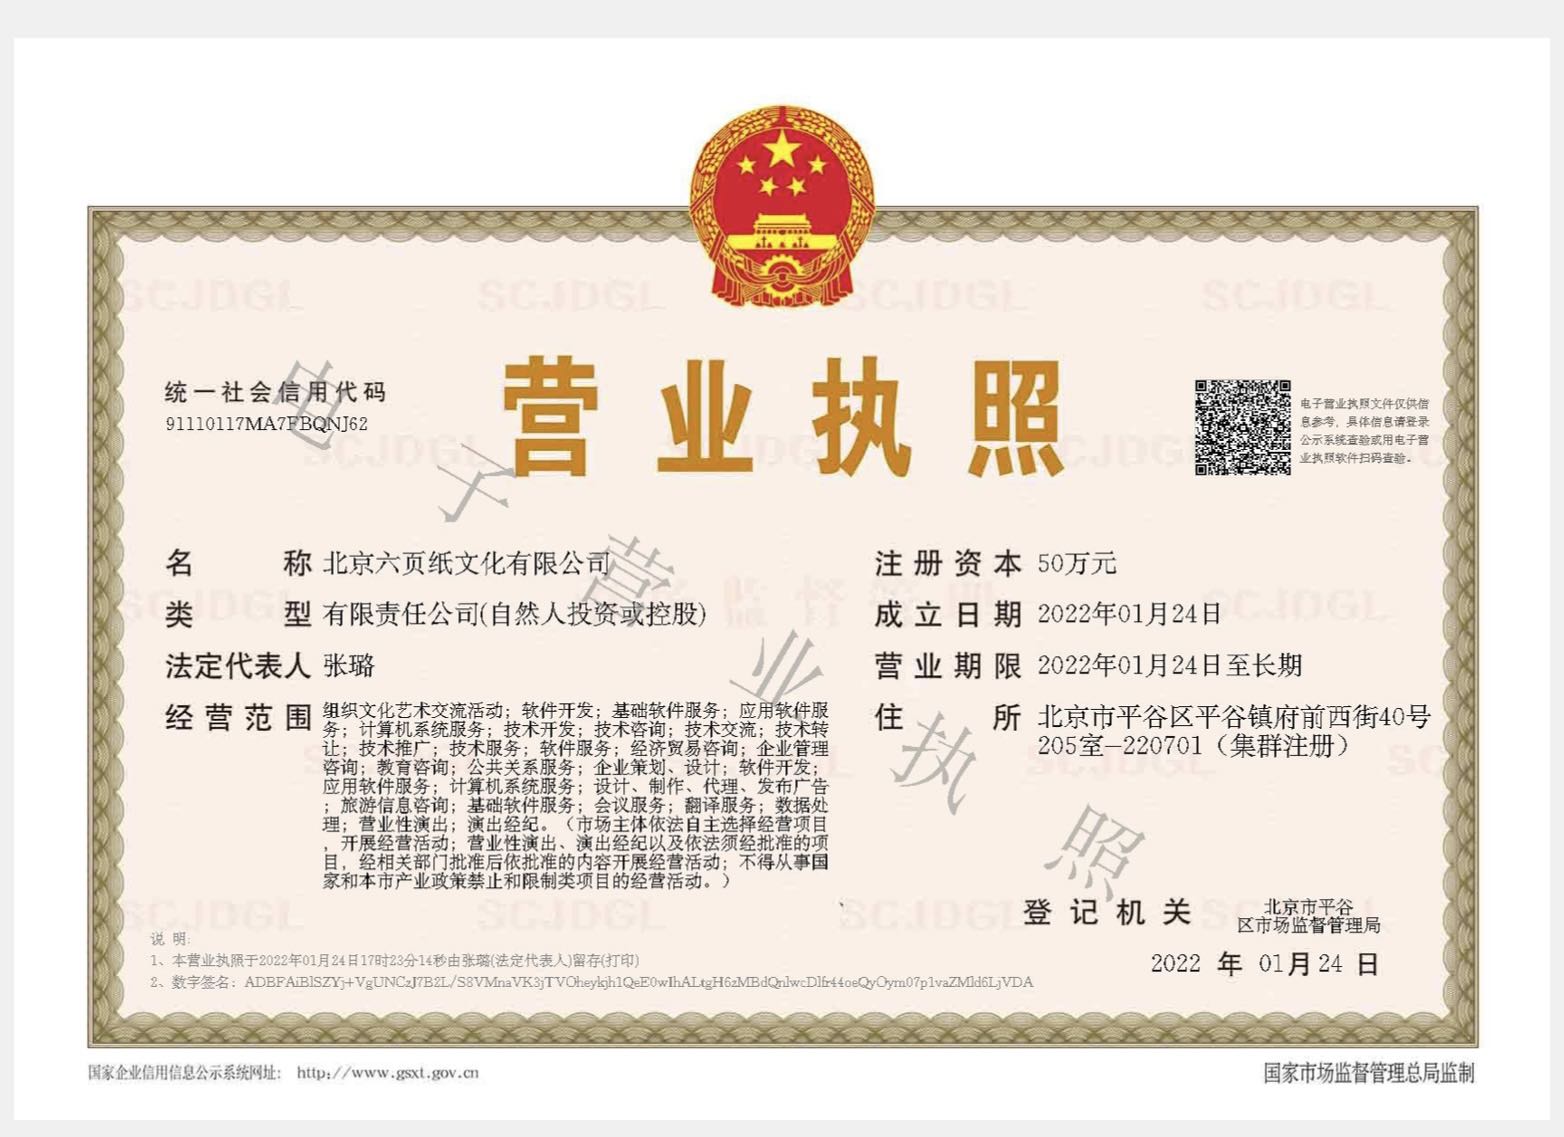 营业执照
统一社会信用代码
91110117MA7FBQNJ62
电子营业执照文件仅供信
息参考，具体信息请登录
公示系统查验或用电子营
业执照软件扫码查验。
名称 北京六页纸文化有限公司
类型 有限责任公司(自然人投资或控股)
法定代表人 张璐
经营范围 组织文化艺术交流活动；软件开发；基础软件服务；应用软件服
务；计算机系统服务；技术开发；技术咨询；技术交流；技术转
让；技术推广；技术服务；软件服务；经济贸易咨询；企业管理
咨询；教育咨询；公共关系服务；企业策划、设计；软件开发；
应用软件服务；计算机系统服务；设计、制作、代理、发布广告
；旅游信息咨询；基础软件服务；会议服务；翻译服务；数据处
理；营业性演出；演出经纪。（市场主体依法自主选择经营项目
，开展经营活动；营业性演出、演出经纪以及依法须经批准的项
目，经相关部门批准后依批准的内容开展经营活动；不得从事国
家和本市产业政策禁止和限制类项目的经营活动。）
注册资本 50万元
成立日期 2022年01月24日
营业期限 2022年01月24日至长期
住所 北京市平谷区平谷镇府前西街40号
205室-220701（集群注册）
电子营业执照
登记机关 北京市平谷
区市场监督管理局
2022 年 01月24 日
说 明:
1、本营业执照于2022年01月24日17时23分14秒由张璐(法定代表人)留存(打印)
2、数字签名：
国家企业信用信息公示系统网址： http://www.gsxt.gov.cn
国家市场监督管理总局监制
SCJDGL